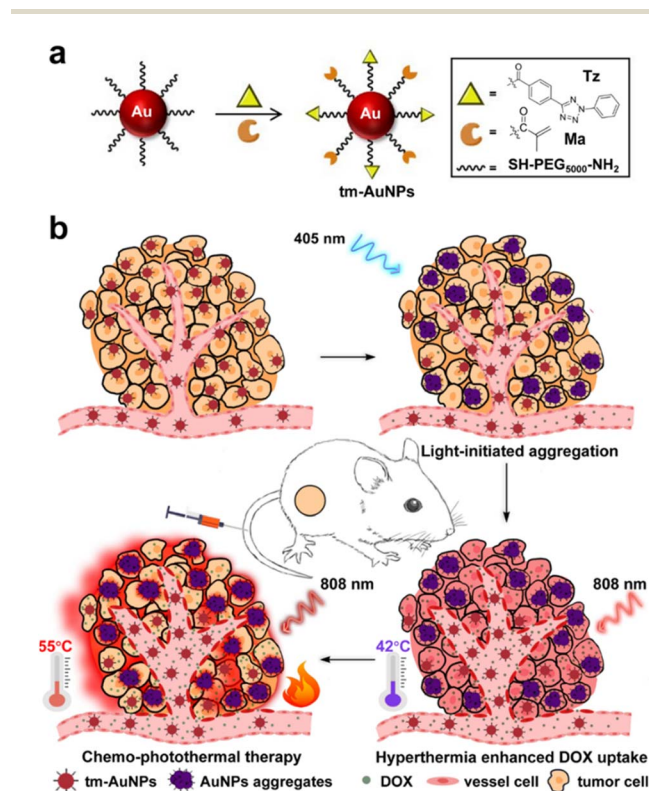 a
Au
Au
tm-AuNPs
= Tz
O
N
N=N
N
= Ma
O
= SH-PEG5000-NH2
b
405 nm
Light-initiated aggregation
808 nm
808 nm
55°C
42°C
Chemo-photothermal therapy
Hyperthermia enhanced DOX uptake
tm-AuNPs AuNPs aggregates DOX vessel cell tumor cell